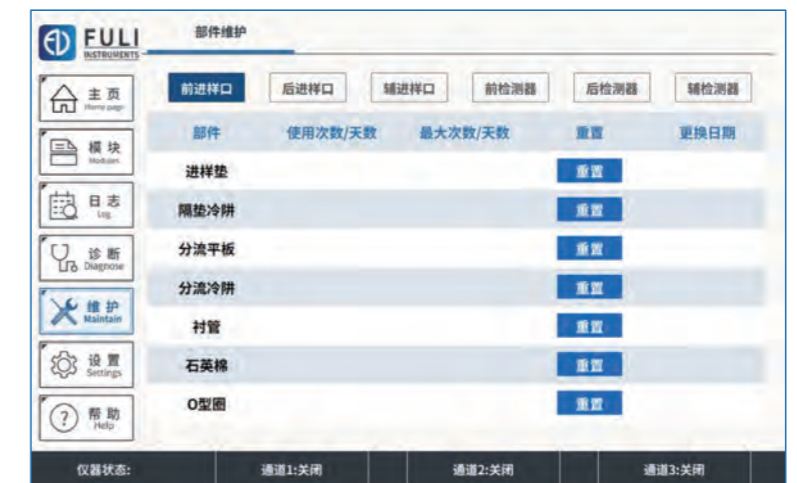 FULI
INSTRUMENTS
部件维护
主页
Home page
模块
Modules
日志
Log
诊断
Diagnose
维护
Maintain
设置
Settings
帮助
Help
前进样口 后进样口 辅进样口 前检测器 后检测器 辅检测器
部件 使用次数/天数 最大次数/天数 重置 更换日期
进样垫 重置
隔垫冷阱 重置
分流平板 重置
分流冷阱 重置
衬管 重置
石英棉 重置
O型圈 重置
仪器状态: 通道1:关闭 通道2:关闭 通道3:关闭